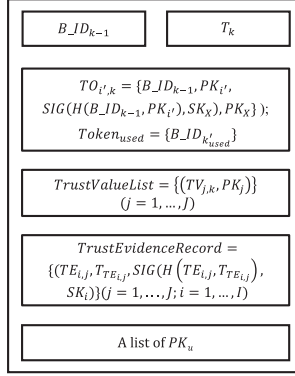 B_ID_{k-1}
T_k
TO_{i',k} = {B_ID_{k-1}, PK_{i'},
SIG(H(B_ID_{k-1}, PK_{i'}), SK_X), PK_X} );
Token_{used} = {B_ID_{k'_{used}}}
TrustValueList = {(TV_{j,k}, PK_j)}
(j = 1, ..., J)
TrustEvidenceRecord =
{(TE_{i,j}, T_{TE_{i,j}}, SIG(H (TE_{i,j}, T_{TE_{i,j}}) ,
SK_i)}(j = 1, ..., J; i = 1, ..., I)
A list of PK_u